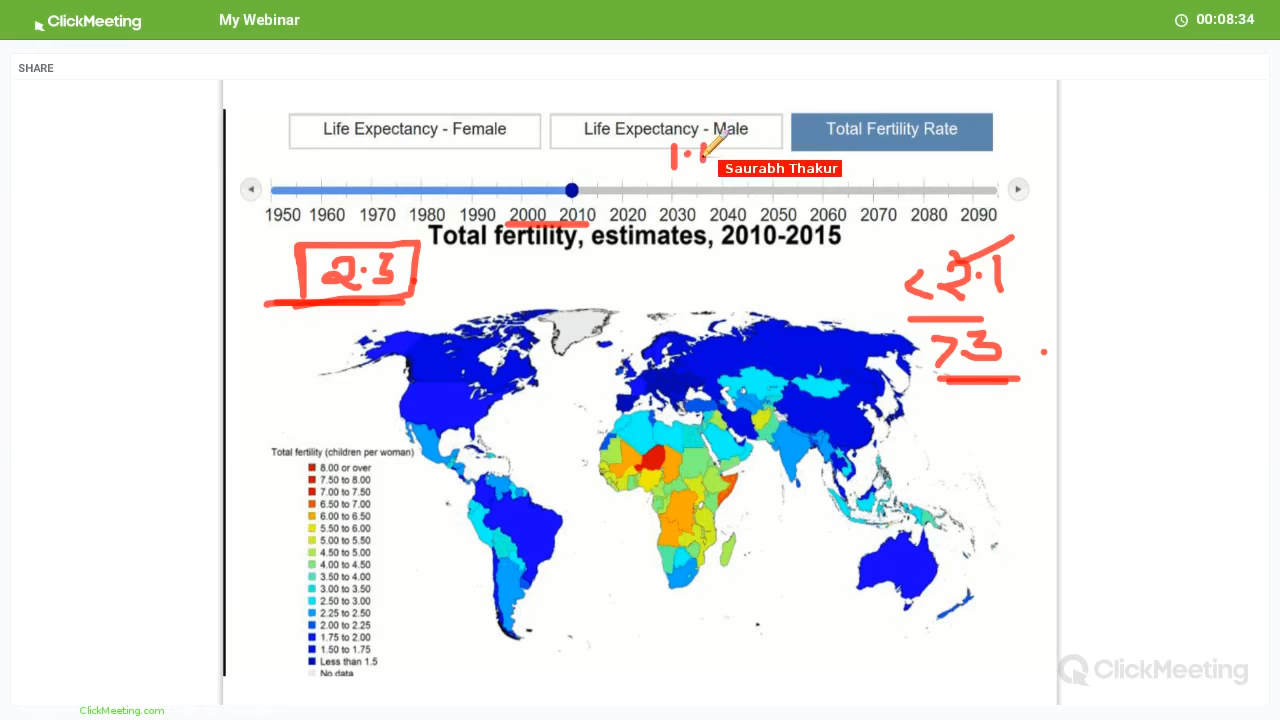 ClickMeeting My Webinar 00:08:34
SHARE
Life Expectancy - Female Life Expectancy - Male Total Fertility Rate
1.
Saurabh Thakur
1950 1960 1970 1980 1990 2000 2010 2020 2030 2040 2050 2060 2070 2080 2090
Total fertility, estimates, 2010-2015
2.3
<2.1
>3
Total fertility (children per woman)
8.00 or over
7.50 to 8.00
7.00 to 7.50
6.50 to 7.00
6.00 to 6.50
5.50 to 6.00
5.00 to 5.50
4.50 to 5.00
4.00 to 4.50
3.50 to 4.00
3.00 to 3.50
2.50 to 3.00
2.25 to 2.50
2.00 to 2.25
1.75 to 2.00
1.50 to 1.75
Less than 1.5
No data
ClickMeeting
ClickMeeting.com